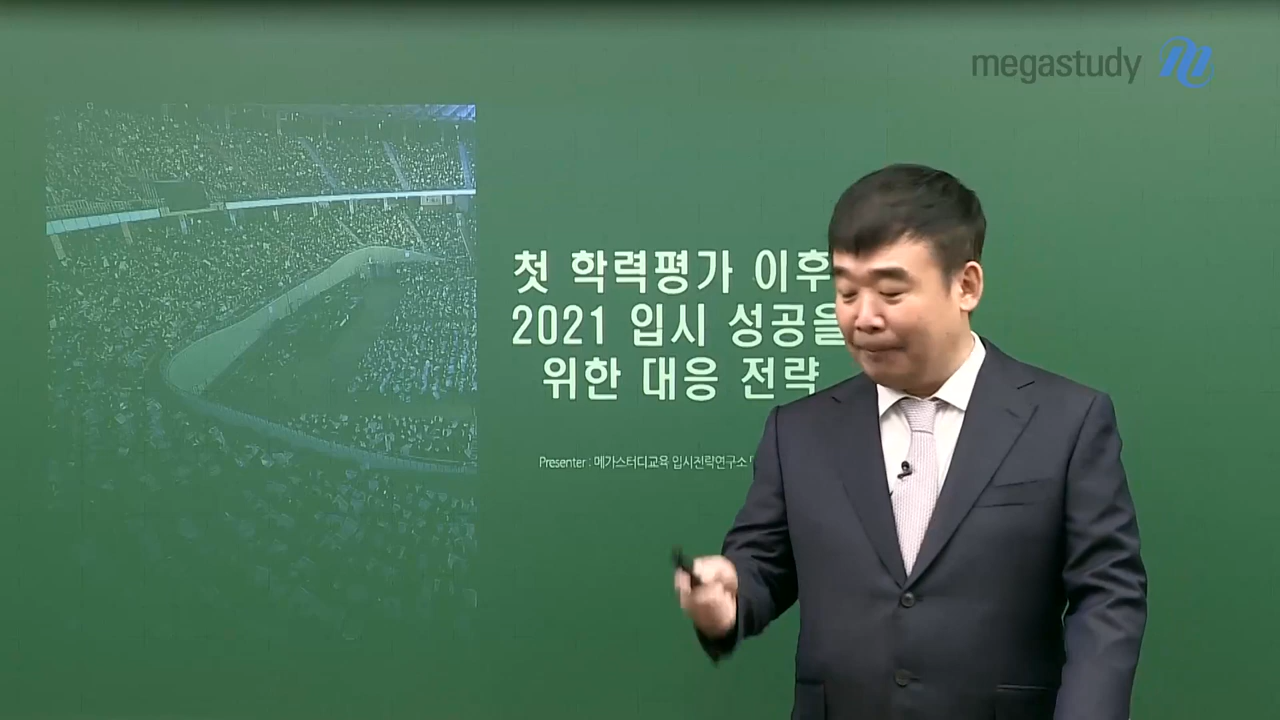 megastudy
첫 학력평가 이후
2021 입시 성공을
위한 대응 전략
Presenter : 메가스터디교육 입시전략연구소